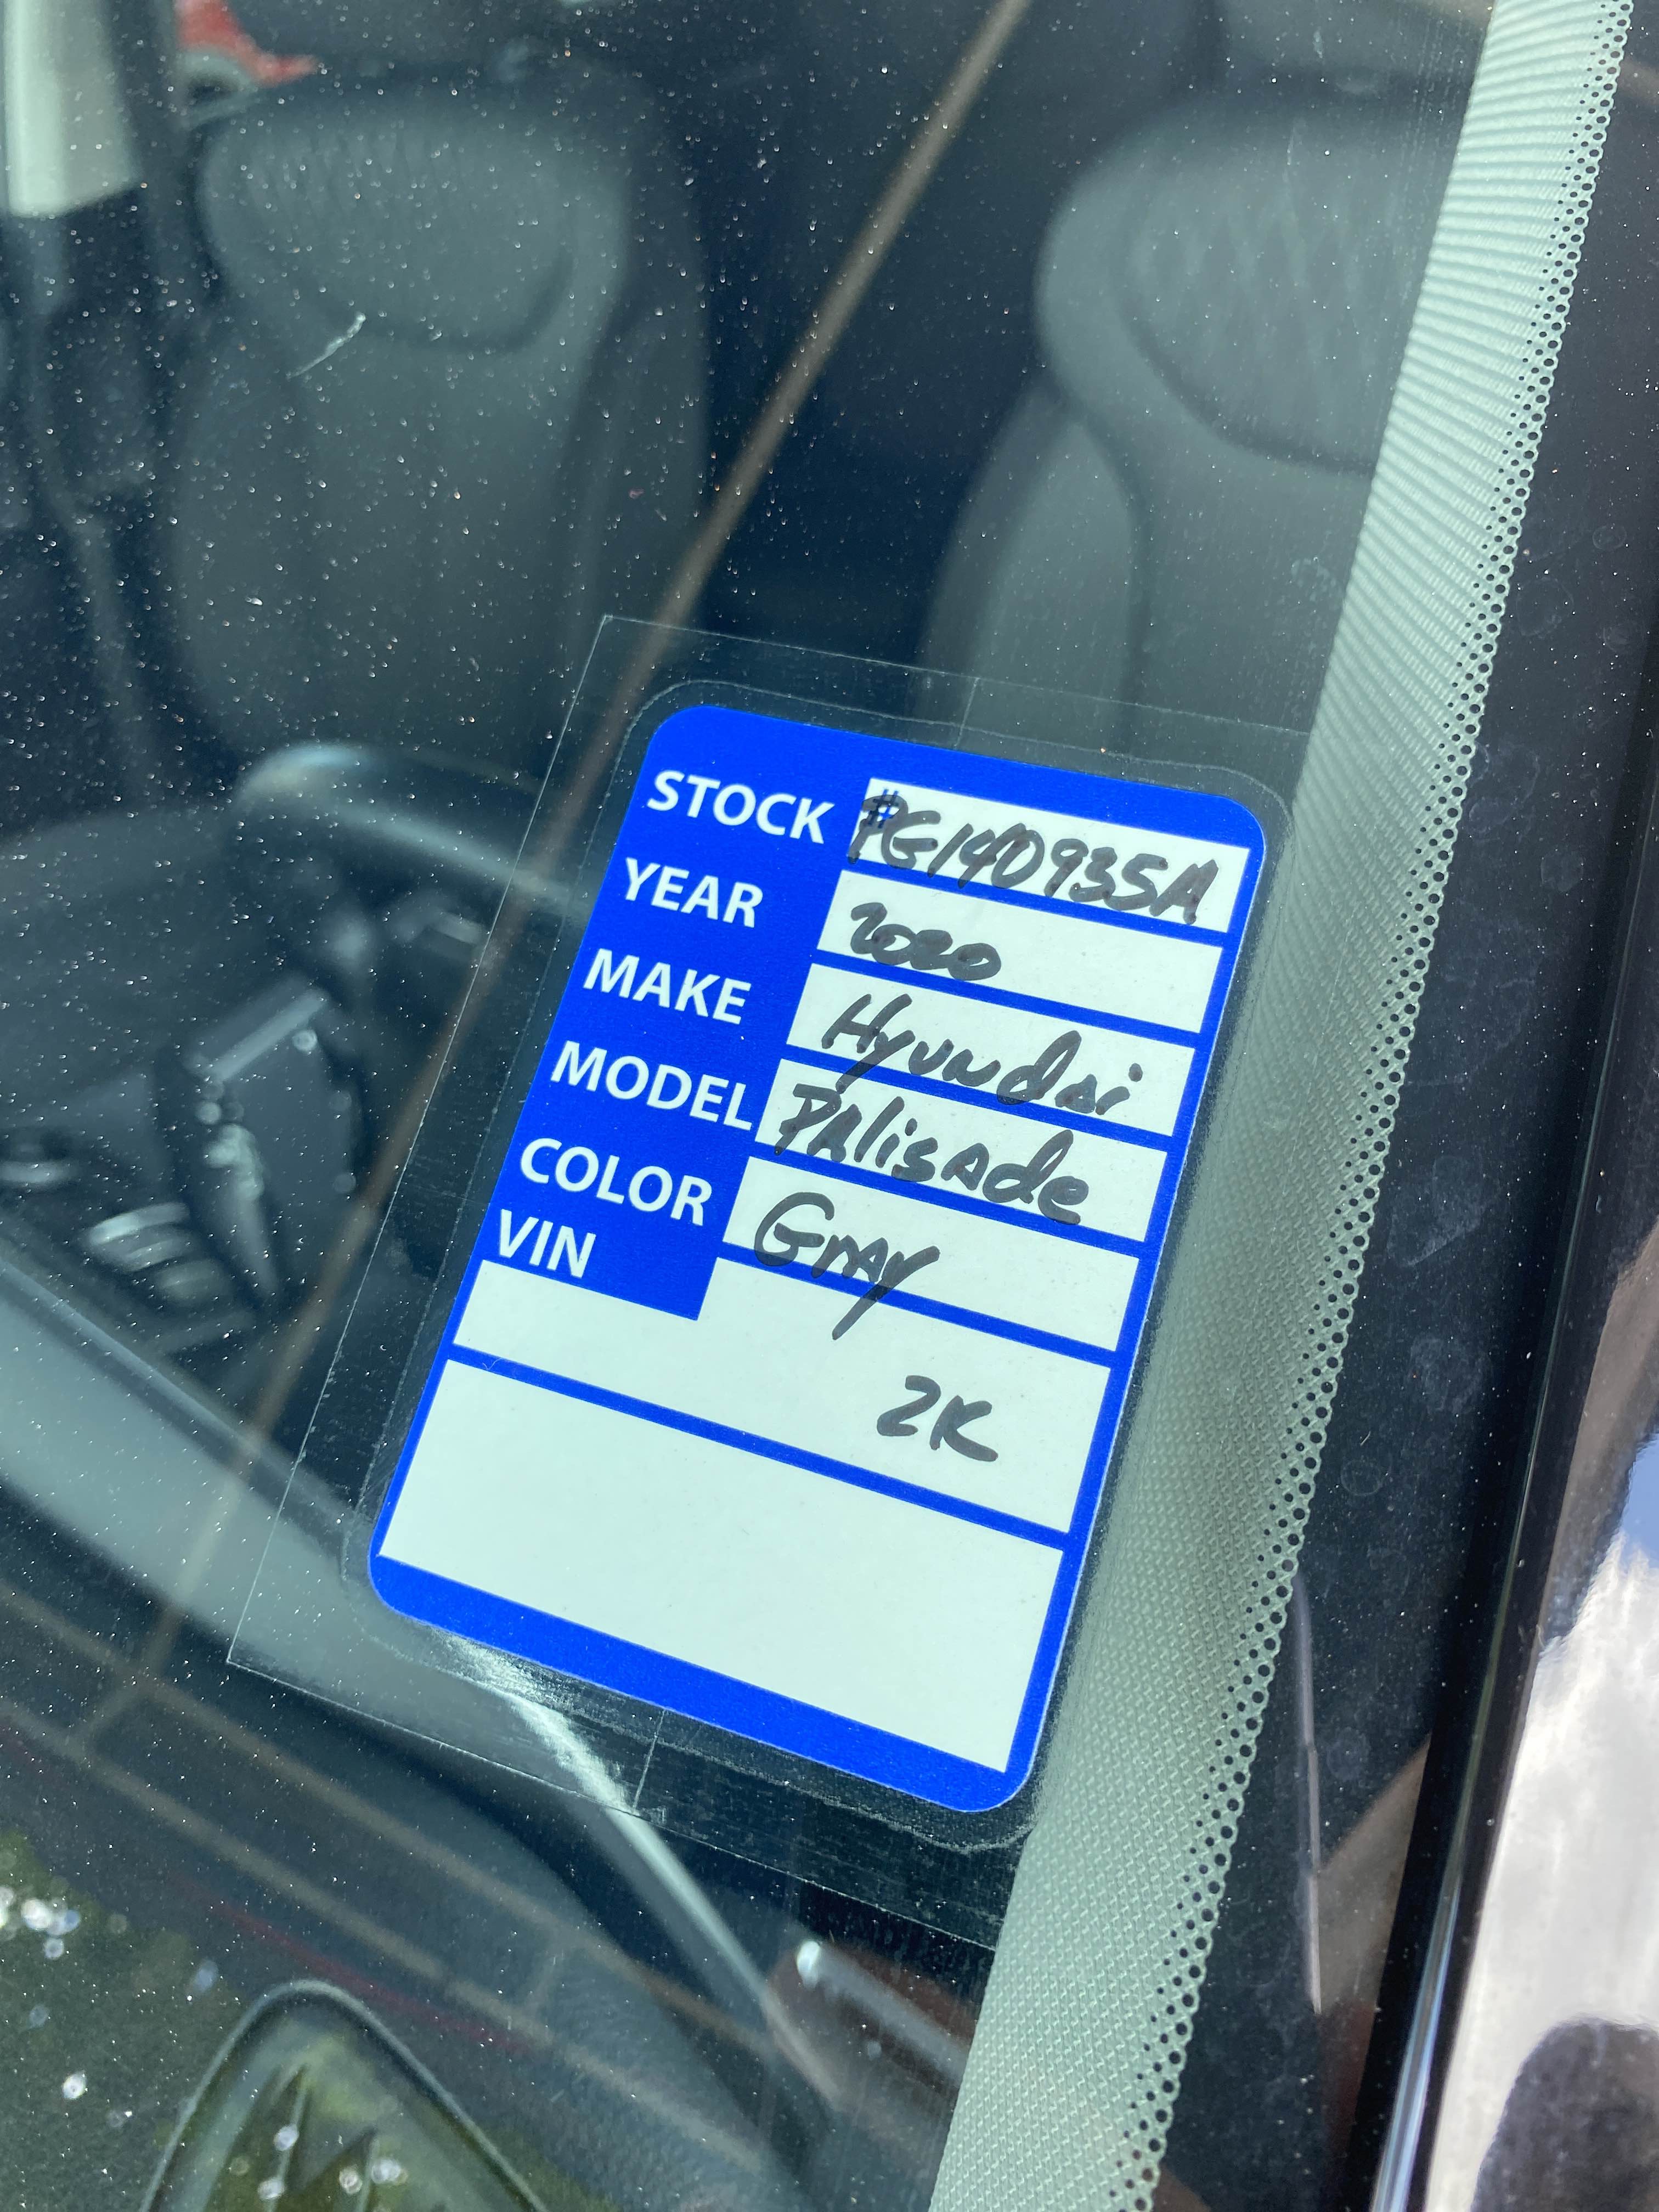 STOCK #PG140935A
YEAR 2020
MAKE Hyundai
MODEL PAlisAde
COLOR GrAy
VIN
2K